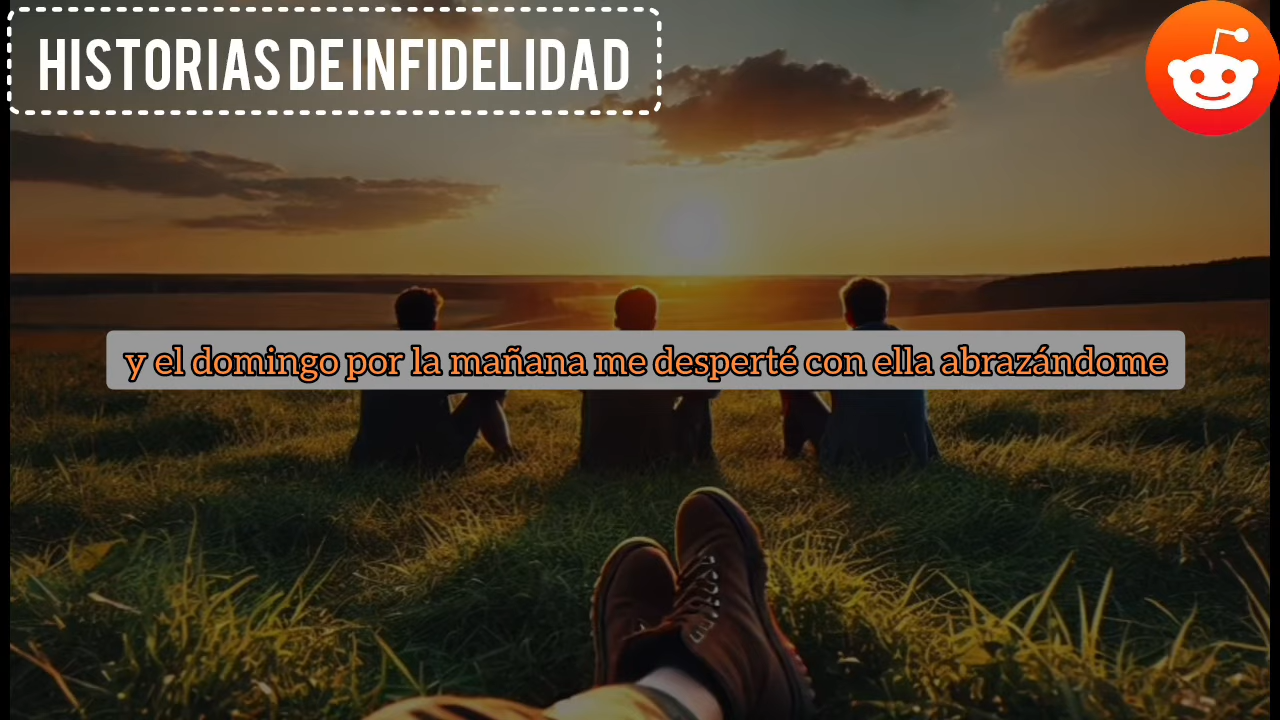 HISTORIAS DE INFIDELIDAD
y el domingo por la mañana me desperté con ella abrazándome